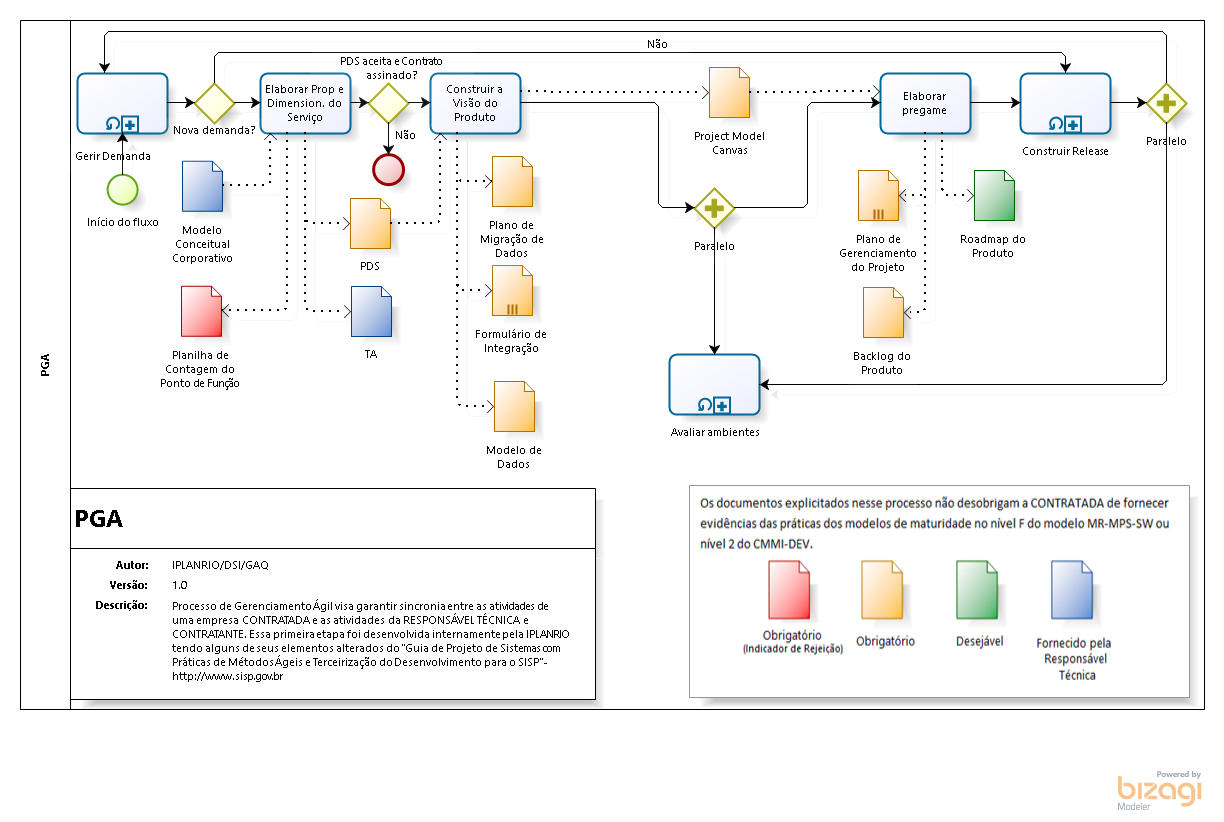 PGA
Não
PDS aceita e Contrato
assinado?
Elaborar Prop e
Dimension. do
Serviço
Construir a
Visão do
Produto
Elaborar
pregame
Nova demanda?
Não
Project Model
Canvas
Construir Release
Paralelo
Gerir Demanda
Início do fluxo
Modelo
Conceitual
Corporativo
PDS
Plano de
Migração de
Dados
Paralelo
Plano de
Gerenciamento
do Projeto
Roadmap do
Produto
Planilha de
Contagem do
Ponto de Função
TA
Formulário de
Integração
Backlog do
Produto
Modelo de
Dados
Avaliar ambientes
PGA
Autor: IPLANRIO/DSI/GAQ
Versão: 1.0
Descrição: Processo de Gerenciamento Ágil visa garantir sincronia entre as atividades de
uma empresa CONTRATADA e as atividades da RESPONSÁVEL TÉCNICA e
CONTRATANTE. Essa primeira etapa foi desenvolvida internamente pela IPLANRIO
tendo alguns de seus elementos alterados do "Guia de Projeto de Sistemas com
Práticas de Métodos Ágeis e Terceirização do Desenvolvimento para o SISP"-
http://www.sisp.gov.br
Os documentos explicitados nesse processo não desobrigam a CONTRATADA de fornecer
evidências das práticas dos modelos de maturidade no nível F do modelo MR-MPS-SW ou
nível 2 do CMMI-DEV.
Obrigatório
(Indicador de Rejeição)
Obrigatório
Desejável
Fornecido pela
Responsável
Técnica
Powered by
bizagi
Modeler